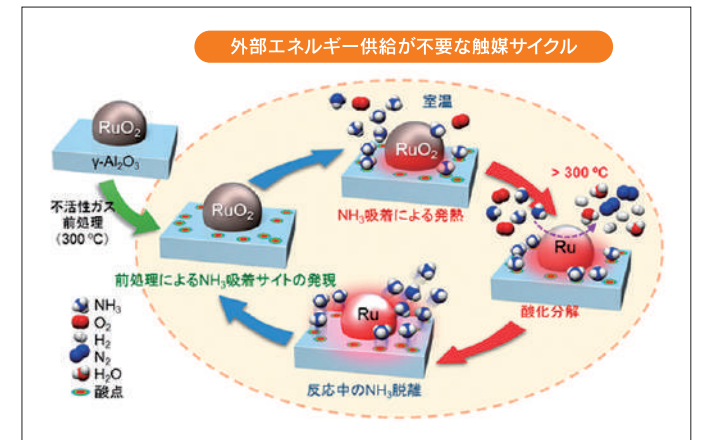 外部エネルギー供給が不要な触媒サイクル
室温
RuO₂
RuO₂
γ-Al₂O₃
> 300 ºC
不活性ガス
前処理
(300 ºC)
RuO₂
NH₃吸着による発熱
Ru
前処理によるNH₃吸着サイトの発現
酸化分解
NH₃
O₂
H₂
N₂
H₂O
酸点
Ru
反応中のNH₃脱離